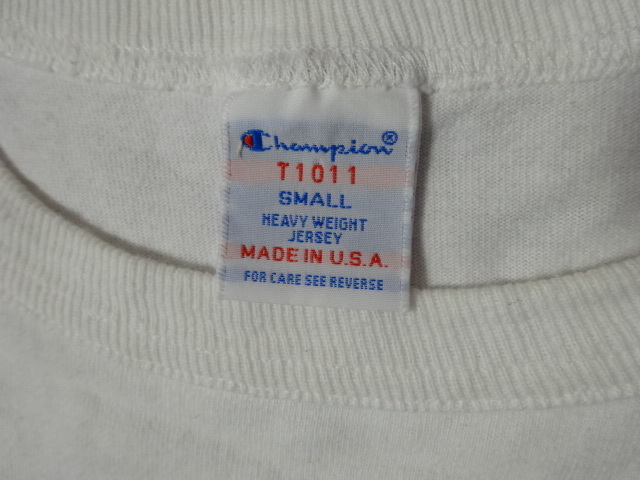 Champion®
T1011
SMALL
HEAVY WEIGHT
JERSEY
MADE IN U.S.A.
FOR CARE SEE REVERSE